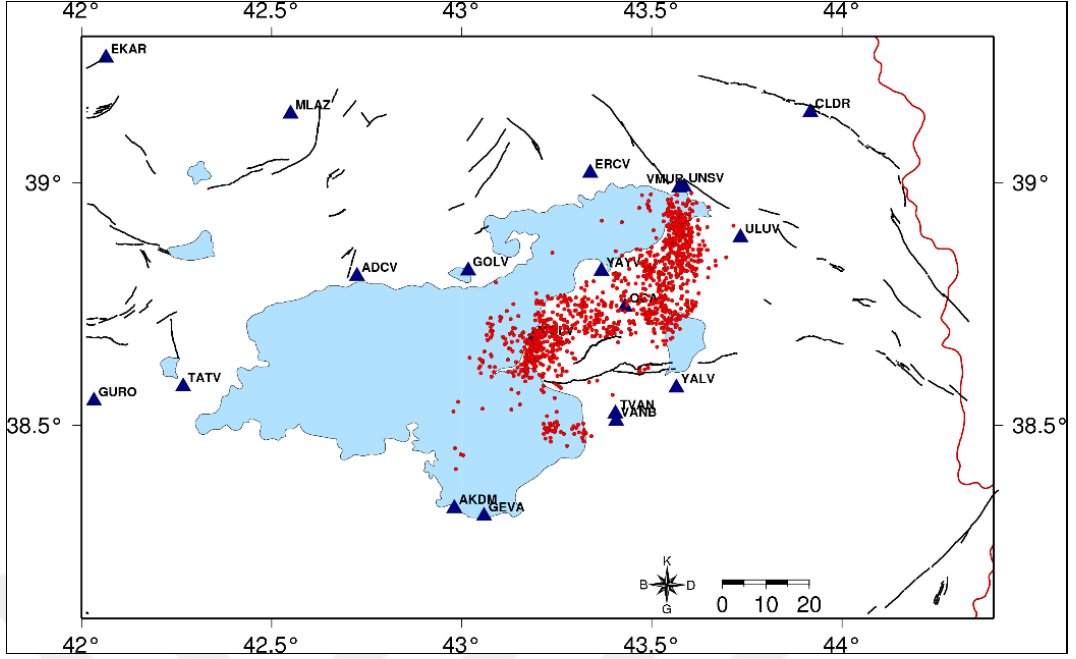 42° 42.5° 43° 43.5° 44°
EKAR
MLAZ
CLDR
ERCV
VMUR UNSV
39° 39°
ULUV
ADCV
GOLV
YAYV
TATV
YALV
GURO
TVAN
VANB
38.5° 38.5°
AKDM
GEVA
K
B D
G
0 10 20
42° 42.5° 43° 43.5° 44°